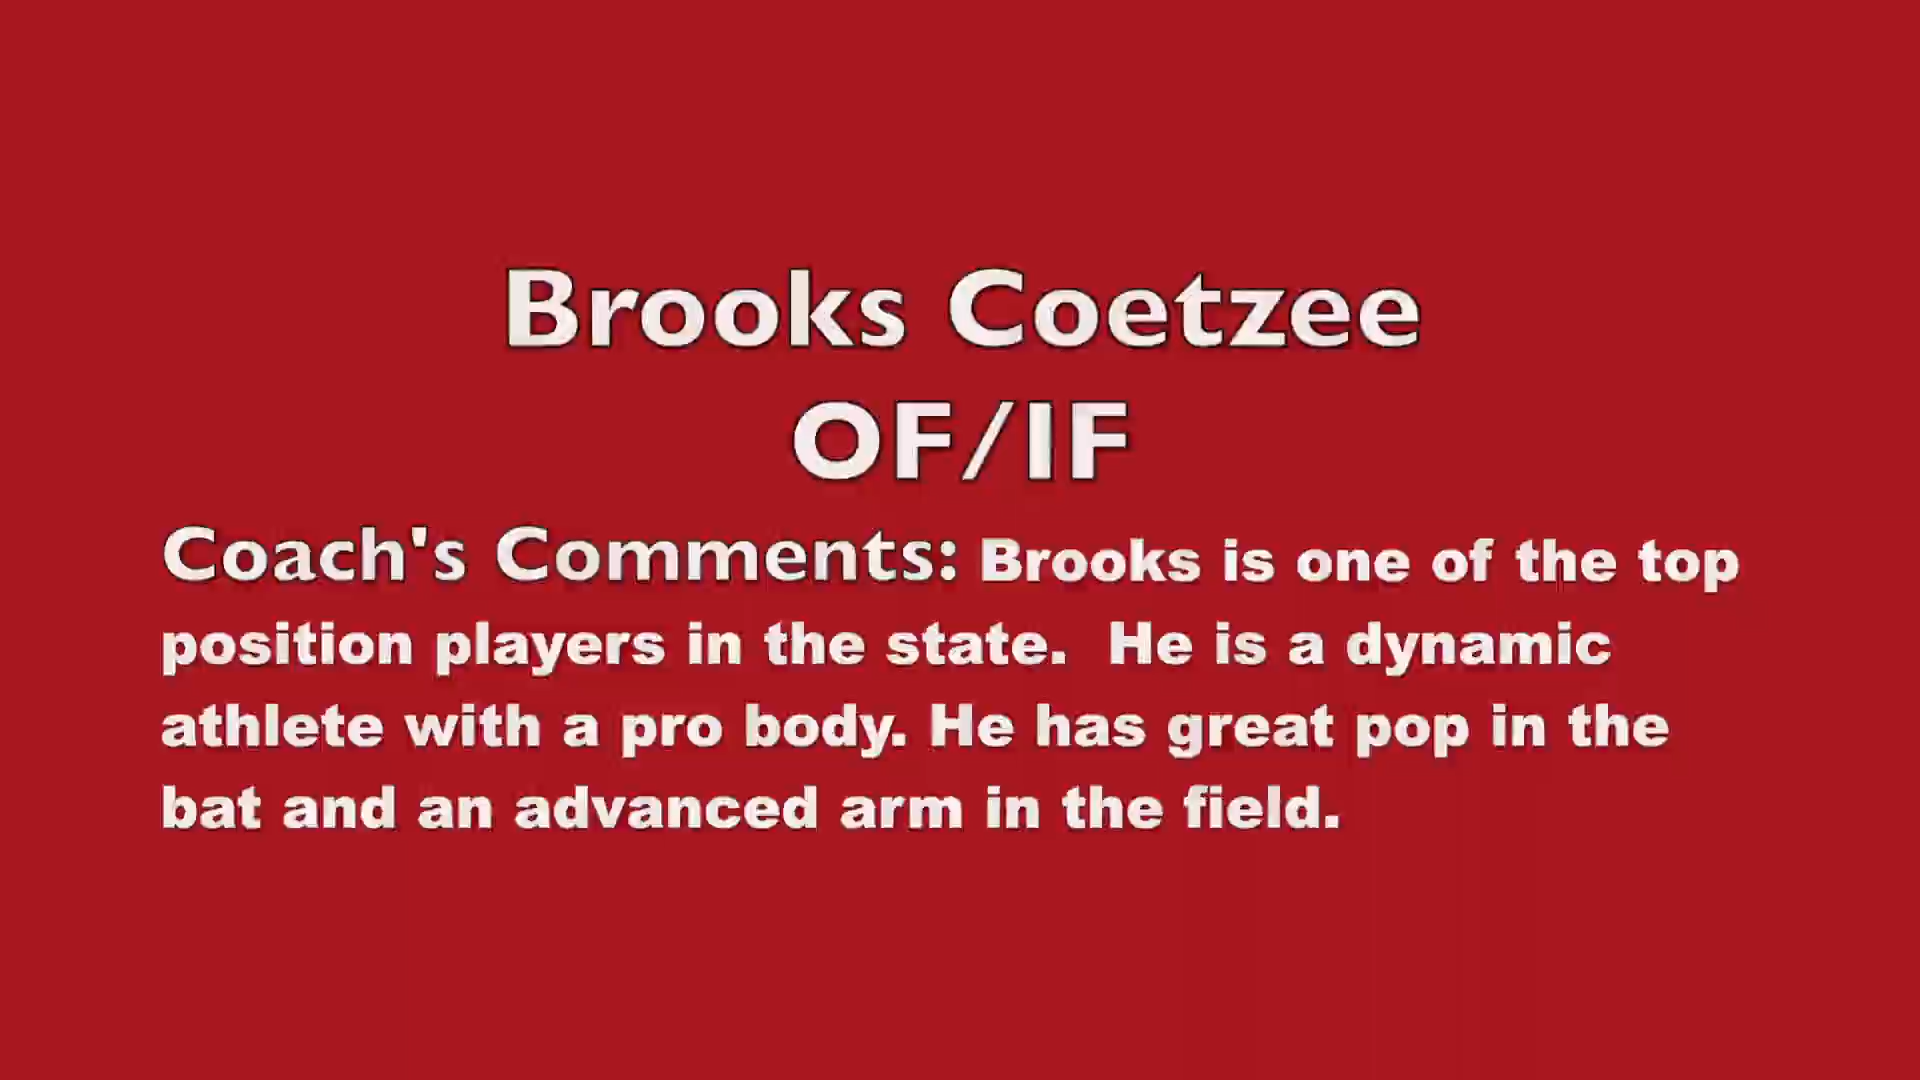 Brooks Coetzee
OF/IF
Coach's Comments: Brooks is one of the top
position players in the state.  He is a dynamic
athlete with a pro body. He has great pop in the
bat and an advanced arm in the field.